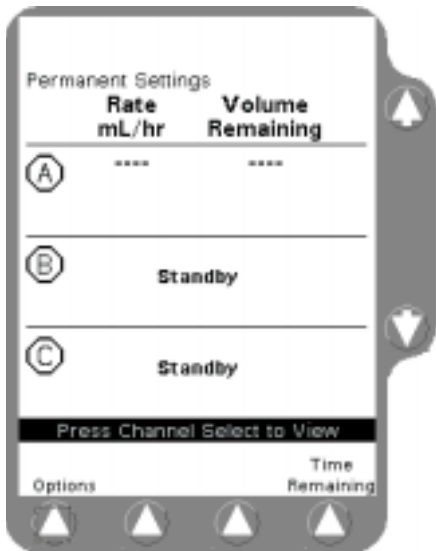 Permanent Settings
Rate Volume
mL/hr Remaining
A ---- ----
B Standby
C Standby
Press Channel Select to View
Time
Options Remaining